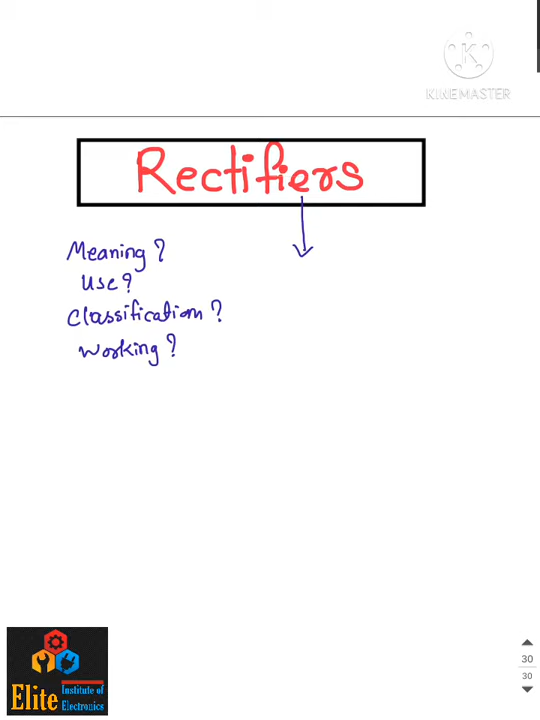 KINEMASTER
Rectifiers
Meaning ?
Use ?
Classification ?
Working ?
30
30
Elite Institute of Electronics